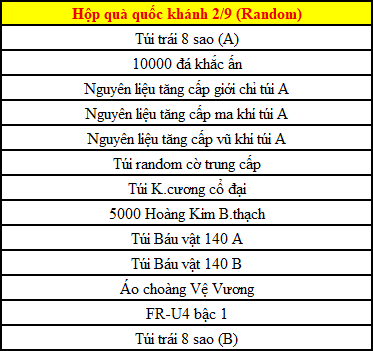 Hộp quà quốc khánh 2/9 (Random)
Túi trái 8 sao (A)
10000 đá khắc ấn
Nguyên liệu tăng cấp giới chỉ túi A
Nguyên liệu tăng cấp ma khí túi A
Nguyên liệu tăng cấp vũ khí túi A
Túi random cờ trung cấp
Túi K.cương cổ đại
5000 Hoàng Kim B.thạch
Túi Báu vật 140 A
Túi Báu vật 140 B
Áo choàng Vệ Vương
FR-U4 bậc 1
Túi trái 8 sao (B)